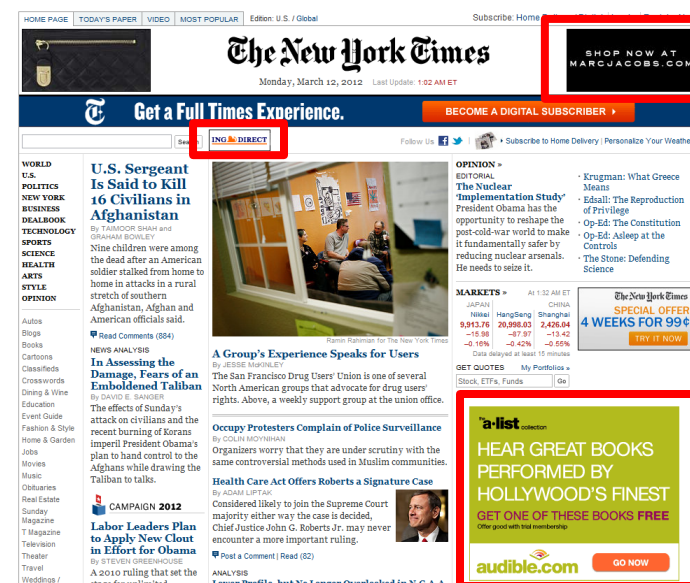 HOME PAGE TODAY'S PAPER VIDEO MOST POPULAR Edition: U.S. / Global
Subscribe: Home
The New York Times
Monday, March 12, 2012 Last Update: 1:02 AM ET
SHOP NOW AT
MARCJACOBS.COM
Get a Full Times Experience.
BECOME A DIGITAL SUBSCRIBER
ING DIRECT
Follow Us
Subscribe to Home Delivery | Personalize Your Weathe
WORLD
U.S.
POLITICS
NEW YORK
BUSINESS
DEALBOOK
TECHNOLOGY
SPORTS
SCIENCE
HEALTH
ARTS
STYLE
OPINION
Autos
Blogs
Books
Cartoons
Classifieds
Crosswords
Dining & Wine
Education
Event Guide
Fashion & Style
Home & Garden
Jobs
Movies
Music
Obituaries
Real Estate
Sunday
Magazine
T Magazine
Television
Theater
Travel
Weddings /
U.S. Sergeant
Is Said to Kill
16 Civilians in
Afghanistan
By TAIMOOR SHAH and
GRAHAM BOWLEY
Nine children were among
the dead after an American
soldier stalked from home to
home in attacks in a rural
stretch of southern
Afghanistan, Afghan and
American officials said.
Read Comments (884)
NEWS ANALYSIS
In Assessing the
Damage, Fears of an
Emboldened Taliban
By DAVID E. SANGER
The effects of Sunday's
attack on civilians and the
recent burning of Korans
imperil President Obama's
plan to hand control to the
Afghans while drawing the
Taliban to talks.
CAMPAIGN 2012
Labor Leaders Plan
to Apply New Clout
in Effort for Obama
By STEVEN GREENHOUSE
A 2010 ruling that set the
Ramin Rahimian for The New York Times
A Group's Experience Speaks for Users
By JESSE McKINLEY
The San Francisco Drug Users' Union is one of several
North American groups that advocate for drug users'
rights. Above, a weekly support group at the union office.
Occupy Protesters Complain of Police Surveillance
By COLIN MOYNIHAN
Organizers worry that they are under scrutiny with the
same controversial methods used in Muslim communities.
Health Care Act Offers Roberts a Signature Case
By ADAM LIPTAK
Considered likely to join the Supreme Court
majority either way the case is decided,
Chief Justice John G. Roberts Jr. may never
encounter a more important ruling.
Post a Comment | Read (82)
ANALYSIS
OPINION »
EDITORIAL
The Nuclear
'Implementation Study'
President Obama has the
opportunity to reshape the
post-cold-war world to make
it fundamentally safer by
reducing nuclear arsenals.
He needs to seize it.
· Krugman: What Greece
Means
· Edsall: The Reproduction
of Privilege
· Op-Ed: The Constitution
· Op-Ed: Asleep at the
Controls
· The Stone: Defending
Science
MARKETS » At 1:32 AM ET
JAPAN CHINA
Nikkei HangSeng Shanghai
9,913.76 20,998.03 2,426.04
–15.98 –87.97 –13.42
–0.16% –0.42% –0.55%
Data delayed at least 15 minutes
GET QUOTES My Portfolios »
Stock, ETFs, Funds Go
The New York Times
SPECIAL OFFER
4 WEEKS FOR 99¢
TRY IT NOW
the a-list collection
HEAR GREAT BOOKS
PERFORMED BY
HOLLYWOOD'S FINEST
GET ONE OF THESE BOOKS FREE
Offer good with trial membership
audible.com
GO NOW